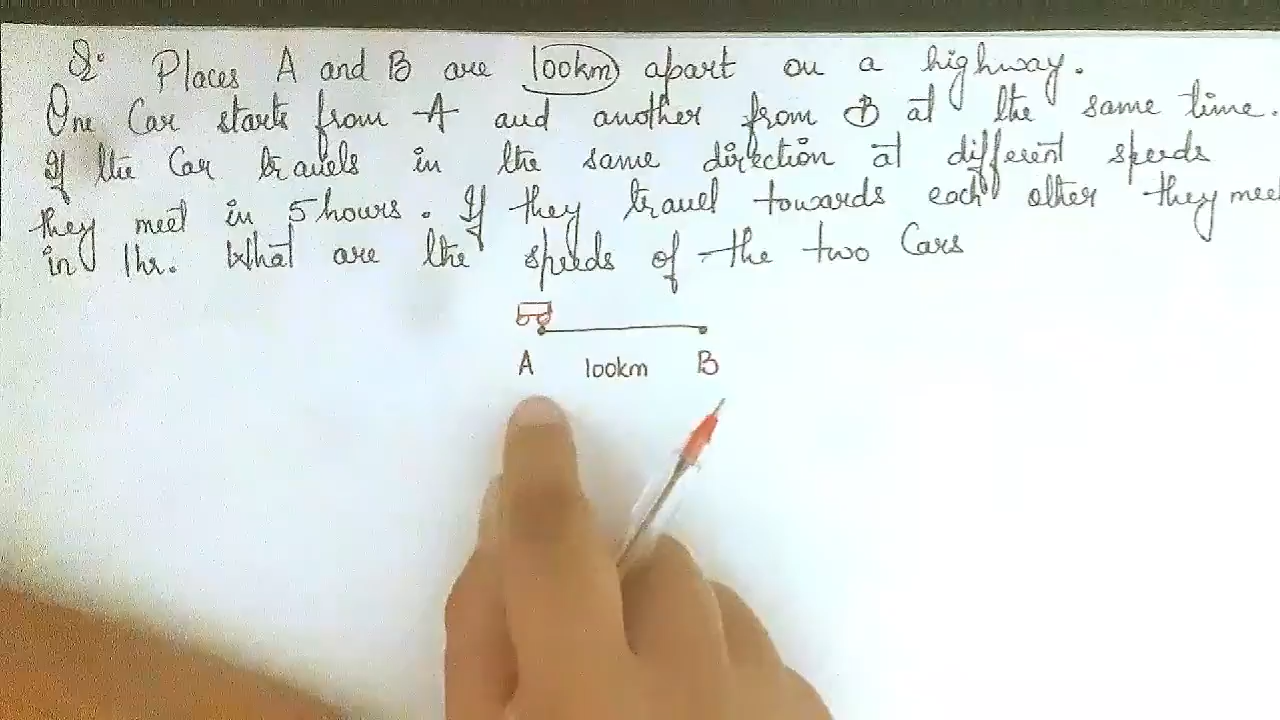 Q: Places A and B are 100km apart on a highway.
One Car starts from A and another from B at the same time.
If the Car travels in the same direction at different speeds
they meet in 5 hours. If they travel towards each other they meet
in 1hr. What are the speeds of the two Cars
A 100km B